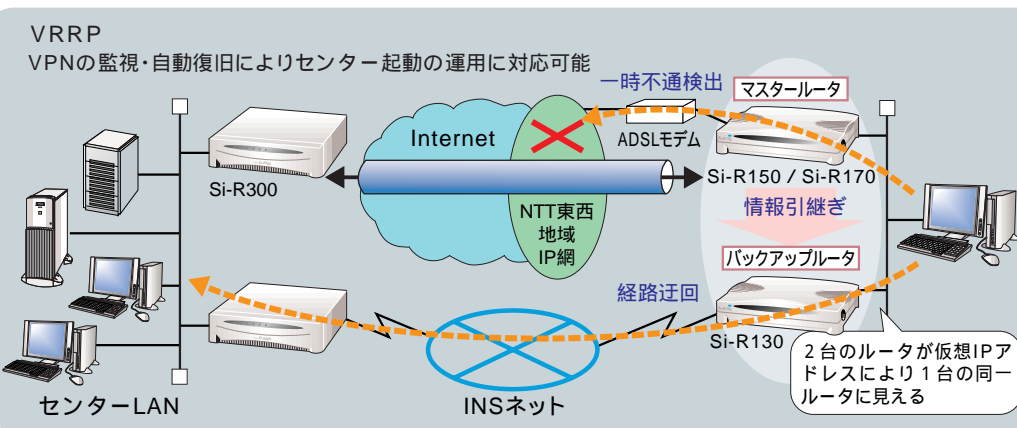 VRRP
VPNの監視・自動復旧によりセンター起動の運用に対応可能
一時不通検出
マスタールータ
Internet
ADSLモデム
Si-R300
Si-R150 / Si-R170
NTT東西
地域
IP網
情報引継ぎ
バックアップルータ
経路迂回
Si-R130
2台のルータが仮想IPア
ドレスにより1台の同一
ルータに見える
センターLAN
INSネット